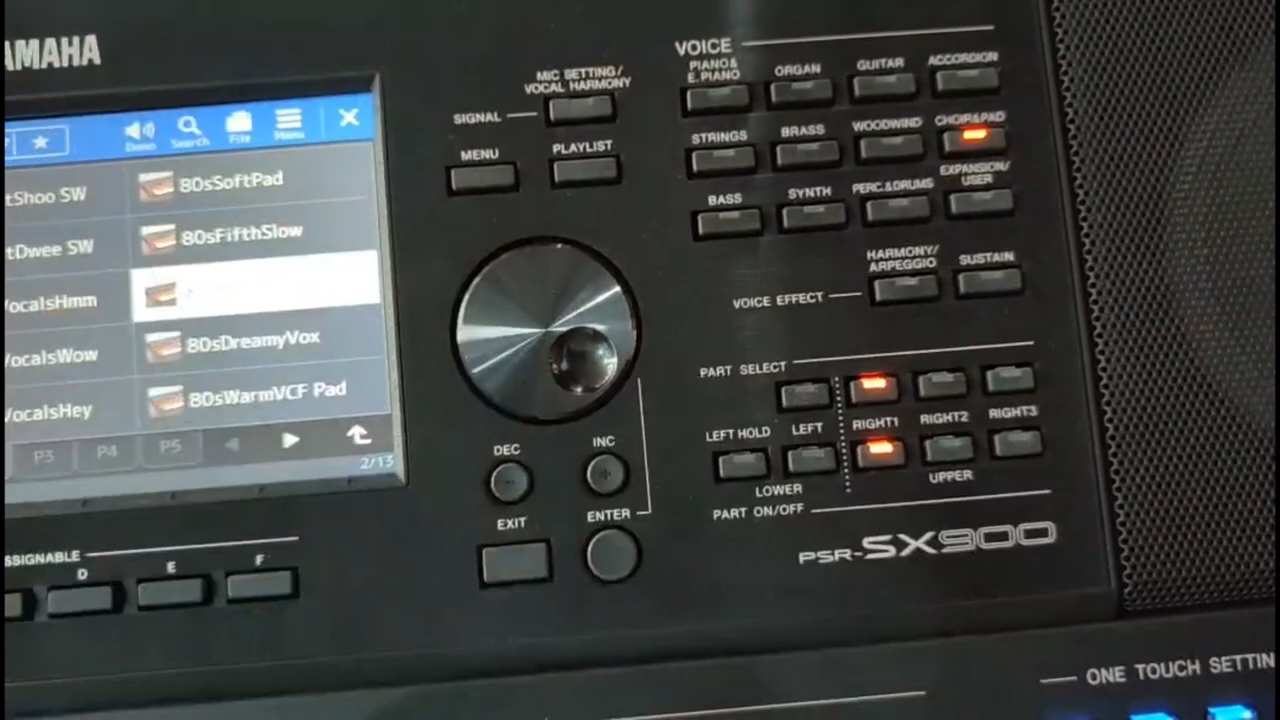 YAMAHA
Demo
Search
File
Menu
tShoo SW
80sSoftPad
tDwee SW
80sFifthSlow
VocalsHmm
VocalsWow
80sDreamyVox
VocalsHey
80sWarmVCF Pad
P3
P4
P5
2/13
SSIGNABLE
D
E
F
MIC SETTING/
VOCAL HARMONY
SIGNAL
MENU
PLAYLIST
DEC
INC
EXIT
ENTER
VOICE
PIANO &
E. PIANO
ORGAN
GUITAR
ACCORDION
STRINGS
BRASS
WOODWIND
CHOIR & PAD
BASS
SYNTH
PERC. & DRUMS
EXPANSION/
USER
HARMONY/
ARPEGGIO
SUSTAIN
VOICE EFFECT
PART SELECT
LEFT HOLD
LEFT
RIGHT1
RIGHT2
RIGHT3
LOWER
UPPER
PART ON/OFF
PSR-SX900
ONE TOUCH SETTIN